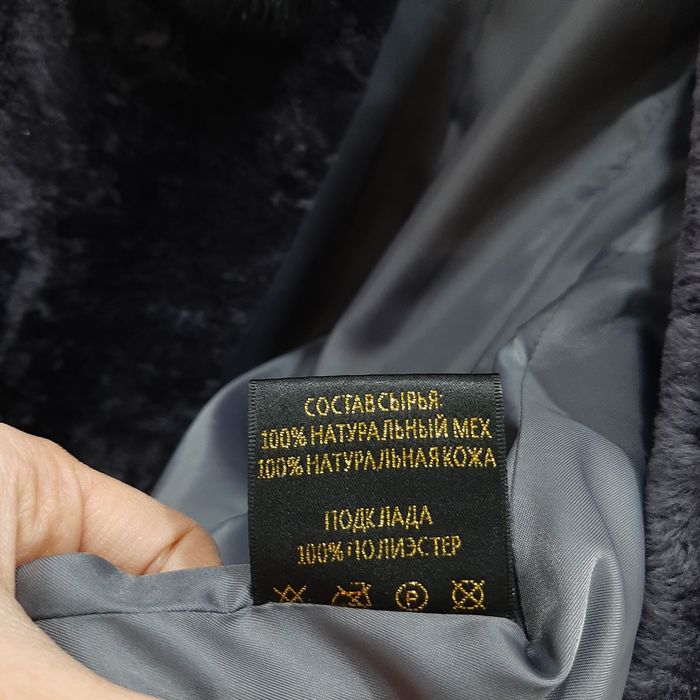 СОСТАВ СЫРЬЯ:
100% НАТУРАЛЬНЫЙ МЕХ
100% НАТУРАЛЬНАЯ КОЖА
ПОДКЛАДА
100% ПОЛИЭСТЕР
P